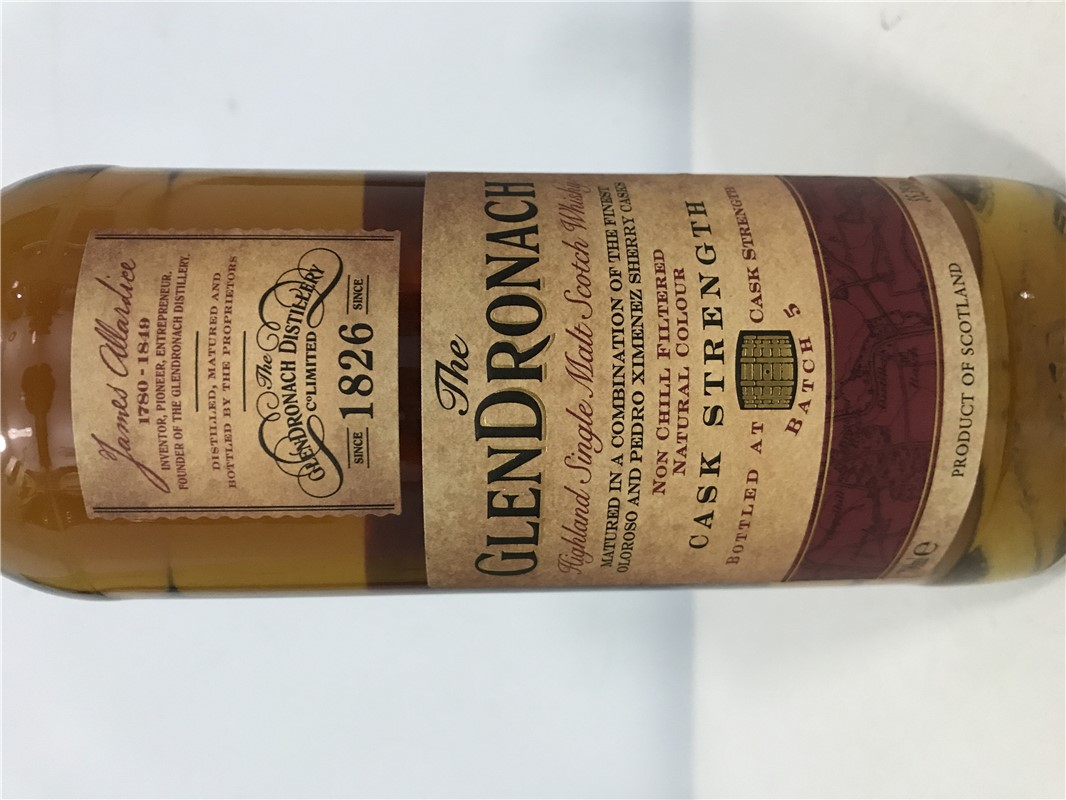 James Allardice
1780 - 1849
INVENTOR, PIONEER, ENTREPRENEUR,
FOUNDER OF THE GLENDRONACH DISTILLERY.
DISTILLED, MATURED AND
BOTTLED BY THE PROPRIETORS
The
GLENDRONACH DISTILLERY
Cº LIMITED
SINCE 1826 SINCE
The
GLENDRONACH
Highland Single Malt Scotch Whisky
MATURED IN A COMBINATION OF THE FINEST
OLOROSO AND PEDRO XIMENEZ SHERRY CASKS
NON CHILL FILTERED
NATURAL COLOUR
CASK STRENGTH
BOTTLED AT CASK STRENGTH
BATCH 5
PRODUCT OF SCOTLAND